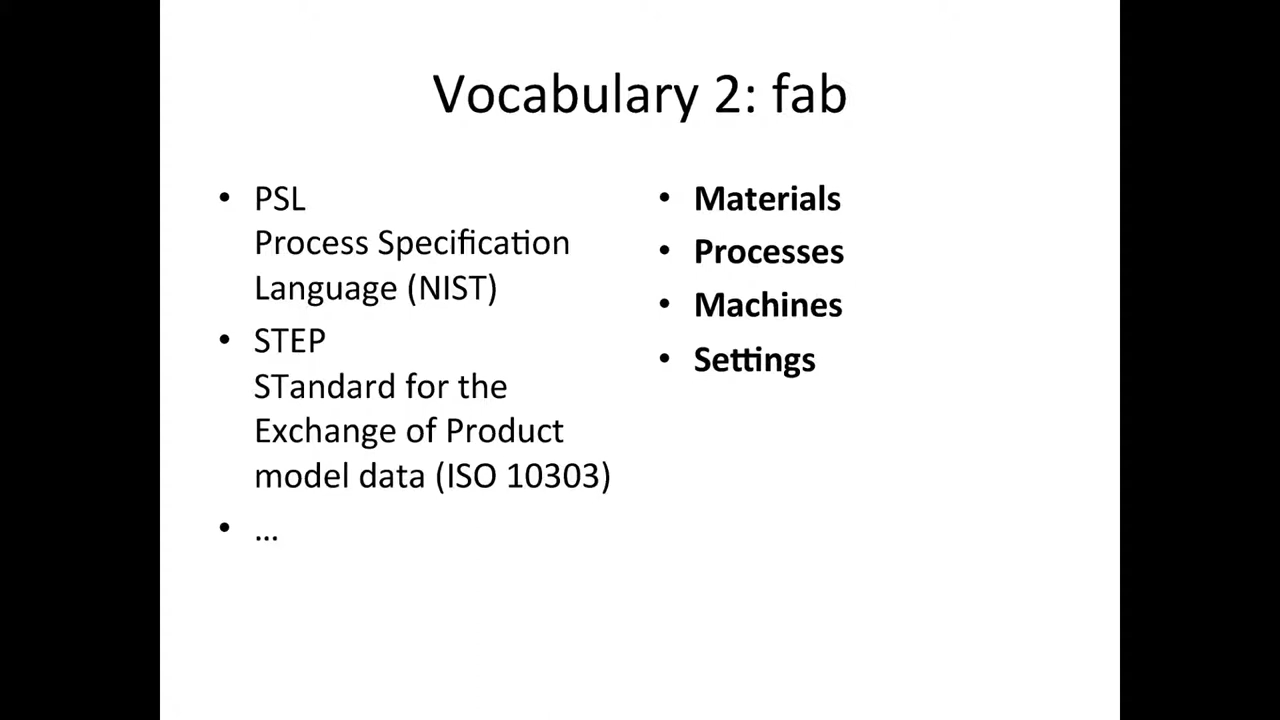 Vocabulary 2: fab
• PSL
Process Specification
Language (NIST)
• STEP
STandard for the
Exchange of Product
model data (ISO 10303)
• ...
• Materials
• Processes
• Machines
• Settings